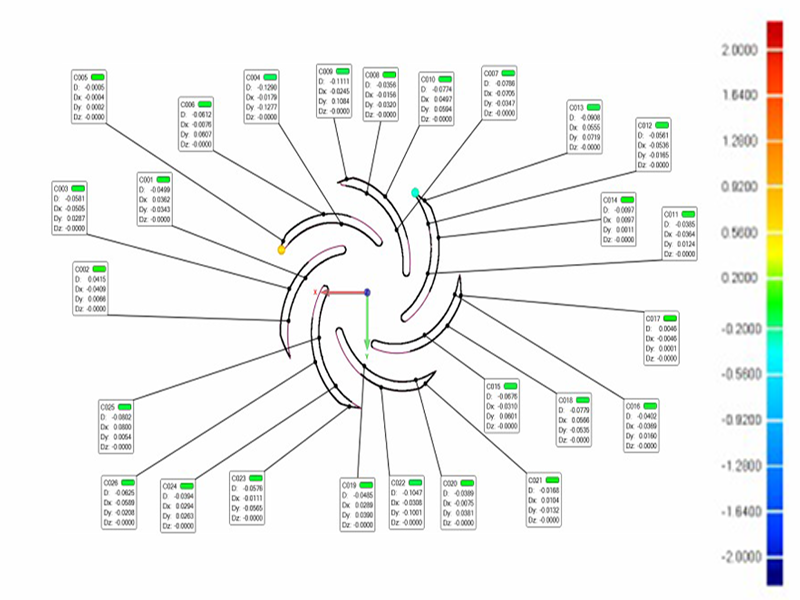 C005
D: -0.0005
Dx: -0.0004
Dy: 0.0002
Dz: -0.0000
C006
D: -0.0612
Dx: -0.0076
Dy: 0.0607
Dz: -0.0000
C004
D: -0.1290
Dx: -0.0179
Dy: -0.1277
Dz: -0.0000
C009
D: -0.1111
Dx: -0.0245
Dy: 0.1084
Dz: -0.0000
C008
D: -0.0356
Dx: -0.0156
Dy: -0.0320
Dz: -0.0000
C010
D: -0.0774
Dx: 0.0497
Dy: 0.0594
Dz: -0.0000
C007
D: -0.0786
Dx: -0.0705
Dy: -0.0347
Dz: -0.0000
C013
D: -0.0908
Dx: 0.0555
Dy: 0.0719
Dz: -0.0000
C012
D: -0.0561
Dx: -0.0536
Dy: -0.0165
Dz: -0.0000
C003
D: -0.0581
Dx: -0.0505
Dy: 0.0287
Dz: -0.0000
C001
D: -0.0499
Dx: 0.0362
Dy: -0.0343
Dz: -0.0000
C014
D: -0.0097
Dx: 0.0097
Dy: 0.0011
Dz: -0.0000
C011
D: -0.0385
Dx: -0.0364
Dy: 0.0124
Dz: -0.0000
C002
D: 0.0415
Dx: -0.0409
Dy: 0.0066
Dz: -0.0000
X
Y
C017
D: 0.0046
Dx: -0.0046
Dy: 0.0001
Dz: -0.0000
C015
D: -0.0676
Dx: -0.0310
Dy: 0.0601
Dz: -0.0000
C018
D: -0.0779
Dx: 0.0566
Dy: -0.0535
Dz: -0.0000
C016
D: -0.0402
Dx: -0.0369
Dy: 0.0160
Dz: -0.0000
C025
D: -0.0802
Dx: 0.0800
Dy: 0.0054
Dz: -0.0000
C026
D: -0.0625
Dx: -0.0589
Dy: -0.0208
Dz: -0.0000
C024
D: -0.0394
Dx: 0.0294
Dy: 0.0263
Dz: -0.0000
C023
D: -0.0576
Dx: -0.0111
Dy: -0.0565
Dz: -0.0000
C019
D: -0.0485
Dx: 0.0289
Dy: 0.0390
Dz: -0.0000
C022
D: -0.1047
Dx: -0.0308
Dy: -0.1001
Dz: -0.0000
C020
D: -0.0389
Dx: -0.0075
Dy: 0.0381
Dz: -0.0000
C021
D: -0.0168
Dx: 0.0104
Dy: -0.0132
Dz: -0.0000
2.0000
1.6400
1.2800
0.9200
0.5600
0.2000
-0.2000
-0.5600
-0.9200
-1.2800
-1.6400
-2.0000